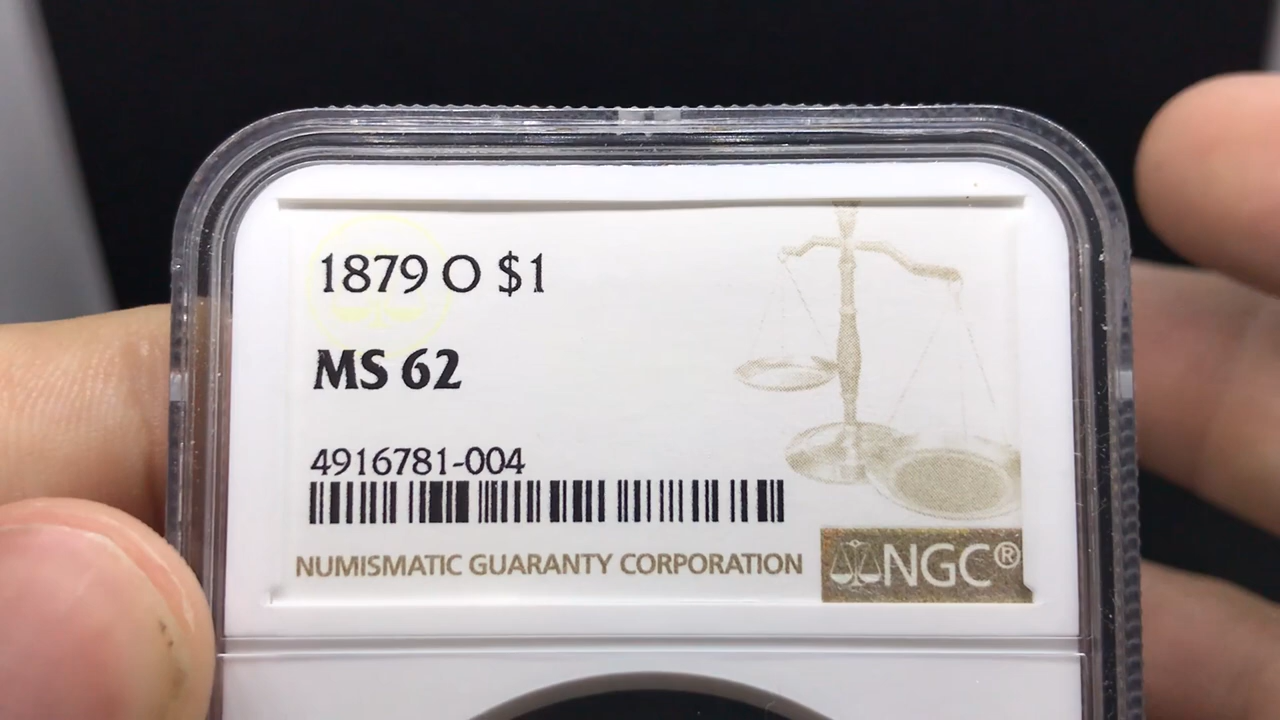 1879 O $1
MS 62
4916781-004
NUMISMATIC GUARANTY CORPORATION
NGC®